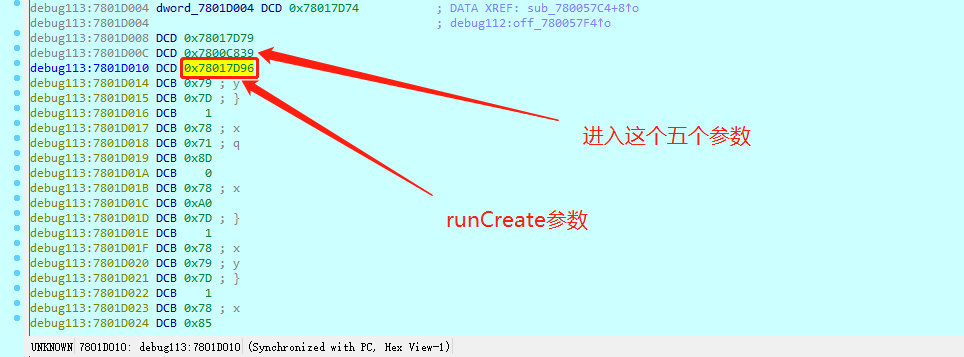 debug113:7801D004 dword_7801D004 DCD 0x78017D74 ; DATA XREF: sub_780057C4+8↑o
debug113:7801D004 ; debug112:off_780057F4↑o
debug113:7801D008 DCD 0x78017D79
debug113:7801D00C DCD 0x7800C839
debug113:7801D010 DCD 0x78017D96
debug113:7801D014 DCB 0x79 ; y
debug113:7801D015 DCB 0x7D ; }
debug113:7801D016 DCB 1
debug113:7801D017 DCB 0x78 ; x
debug113:7801D018 DCB 0x71 ; q
debug113:7801D019 DCB 0x8D
debug113:7801D01A DCB 0
debug113:7801D01B DCB 0x78 ; x
debug113:7801D01C DCB 0xA0
debug113:7801D01D DCB 0x7D ; }
debug113:7801D01E DCB 1
debug113:7801D01F DCB 0x78 ; x
debug113:7801D020 DCB 0x79 ; y
debug113:7801D021 DCB 0x7D ; }
debug113:7801D022 DCB 1
debug113:7801D023 DCB 0x78 ; x
debug113:7801D024 DCB 0x85
进入这个五个参数
runCreate参数
UNKNOWN 7801D010: debug113:7801D010 (Synchronized with PC, Hex View-1)